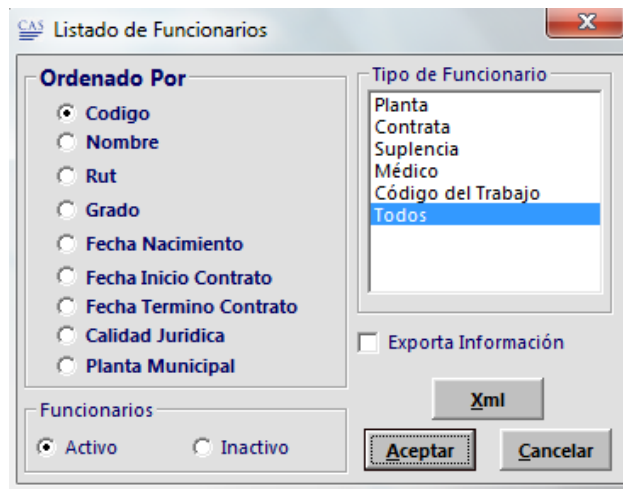 CAS Listado de Funcionarios
Ordenado Por
Codigo
Nombre
Rut
Grado
Fecha Nacimiento
Fecha Inicio Contrato
Fecha Termino Contrato
Calidad Juridica
Planta Municipal
Funcionarios
Activo Inactivo
Tipo de Funcionario
Planta
Contrata
Suplencia
Médico
Código del Trabajo
Todos
Exporta Información
Xml
Aceptar Cancelar